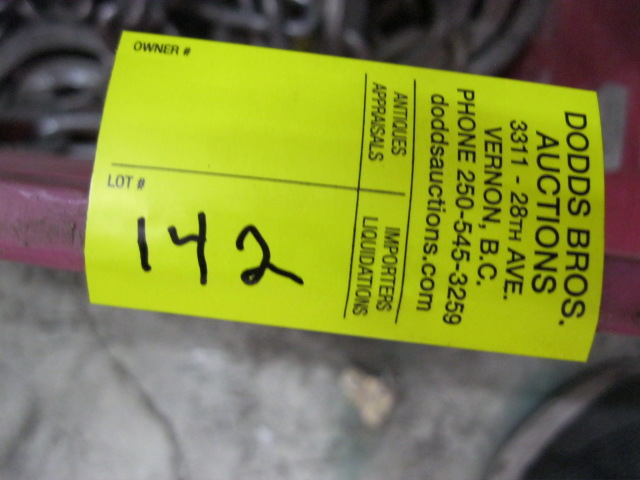 DODDS BROS.
AUCTIONS
3311 - 28TH AVE.
VERNON, B.C.
PHONE 250-545-3259
doddsauctions.com
ANTIQUES
APPRAISALS
IMPORTERS
LIQUIDATIONS
OWNER #
LOT #
142